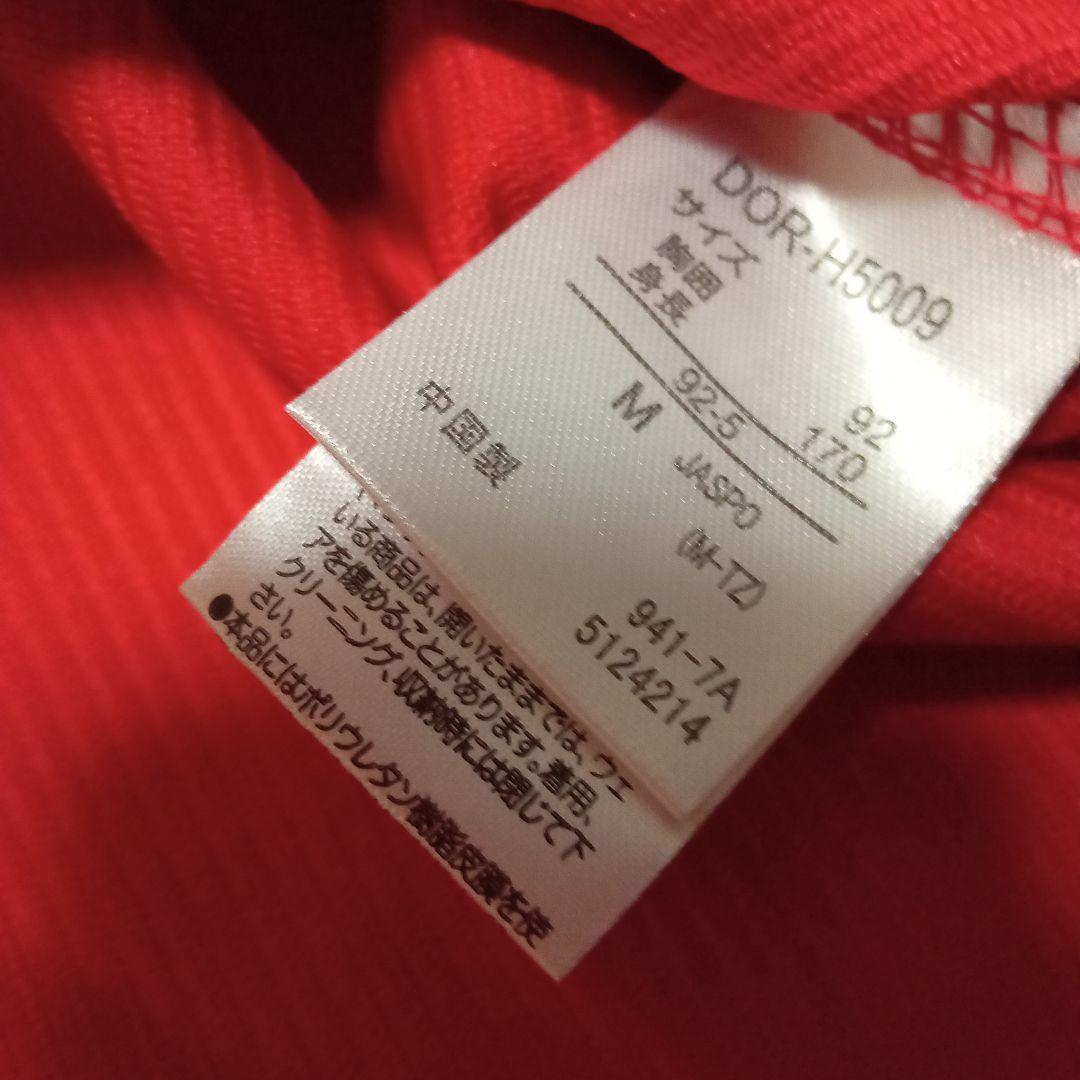 DOR-H5009
サイズ
胸囲 92
身長 170
92-5
M JASPO
(M-TZ)
中国製
941-7A
5124214
いる商品は、開いたままでは、ウエ
アを傷めることがあります。着用、
クリーニング、収納時には閉じて下
さい。
●本品にはポリウレタン樹脂皮膜を使